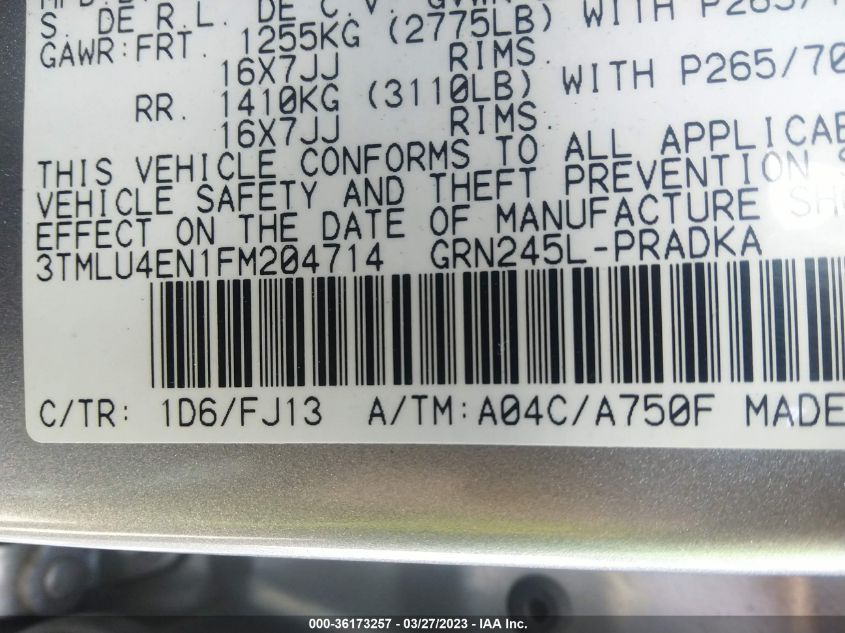 S. DE R.L. DE C.V.
GAWR:FRT. 1255KG (2775LB) WITH P265/
16X7JJ RIMS.
RR. 1410KG (3110LB) WITH P265/70
16X7JJ RIMS.
THIS VEHICLE CONFORMS TO ALL APPLICAB
VEHICLE SAFETY AND THEFT PREVENTION S
EFFECT ON THE DATE OF MANUFACTURE SHO
3TMLU4EN1FM204714 GRN245L-PRADKA
C/TR: 1D6/FJ13 A/TM: A04C/A750F MADE
000-36173257 - 03/27/2023 - IAA Inc.